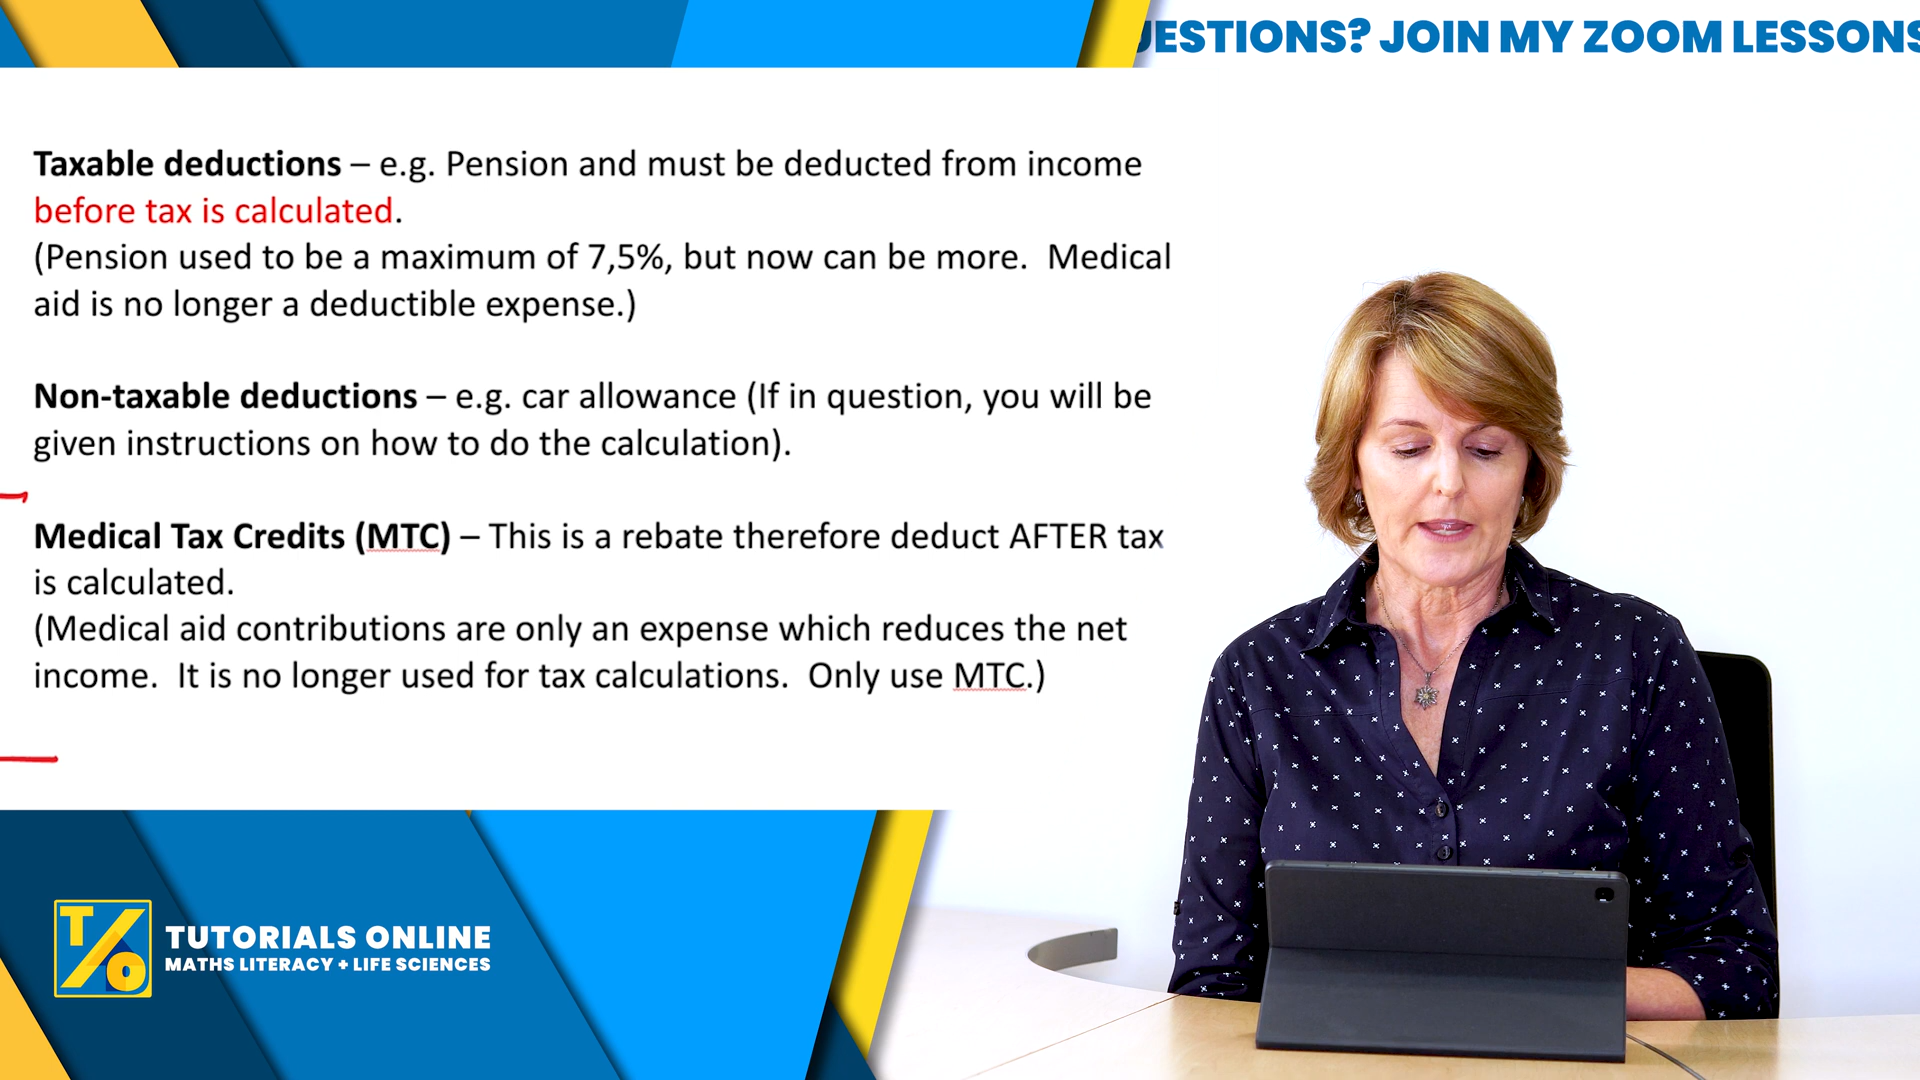 UESTIONS? JOIN MY ZOOM LESSONS
Taxable deductions – e.g. Pension and must be deducted from income
before tax is calculated.
(Pension used to be a maximum of 7,5%, but now can be more.  Medical
aid is no longer a deductible expense.)
Non-taxable deductions – e.g. car allowance (If in question, you will be
given instructions on how to do the calculation).
Medical Tax Credits (MTC) – This is a rebate therefore deduct AFTER tax
is calculated.
(Medical aid contributions are only an expense which reduces the net
income.  It is no longer used for tax calculations.  Only use MTC.)
T/o
TUTORIALS ONLINE
MATHS LITERACY + LIFE SCIENCES